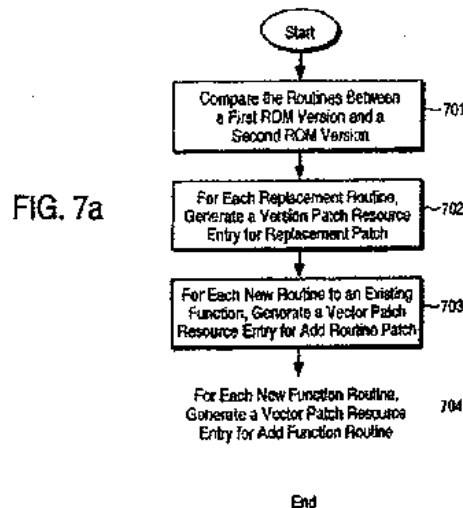 Start
Compare the Routines Between
a First ROM Version and a
Second ROM Version
701
FIG. 7a
For Each Replacement Routine,
Generate a Version Patch Resource
Entry for Replacement Patch
702
For Each New Routine to an Existing
Function, Generate a Vector Patch
Resource Entry for Add Routine Patch
703
For Each New Function Routine,
Generate a Vector Patch Resource
Entry for Add Function Routine
704
End